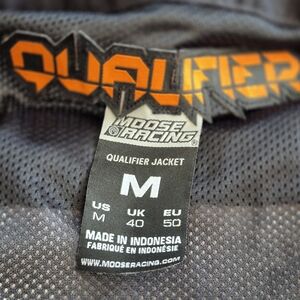 QUALIFIER
MOOSE
RACING
QUALIFIER JACKET
M
US UK EU
M 40 50
MADE IN INDONESIA
FABRIQUÉ EN INDONÉSIE
WWW.MOOSERACING.COM